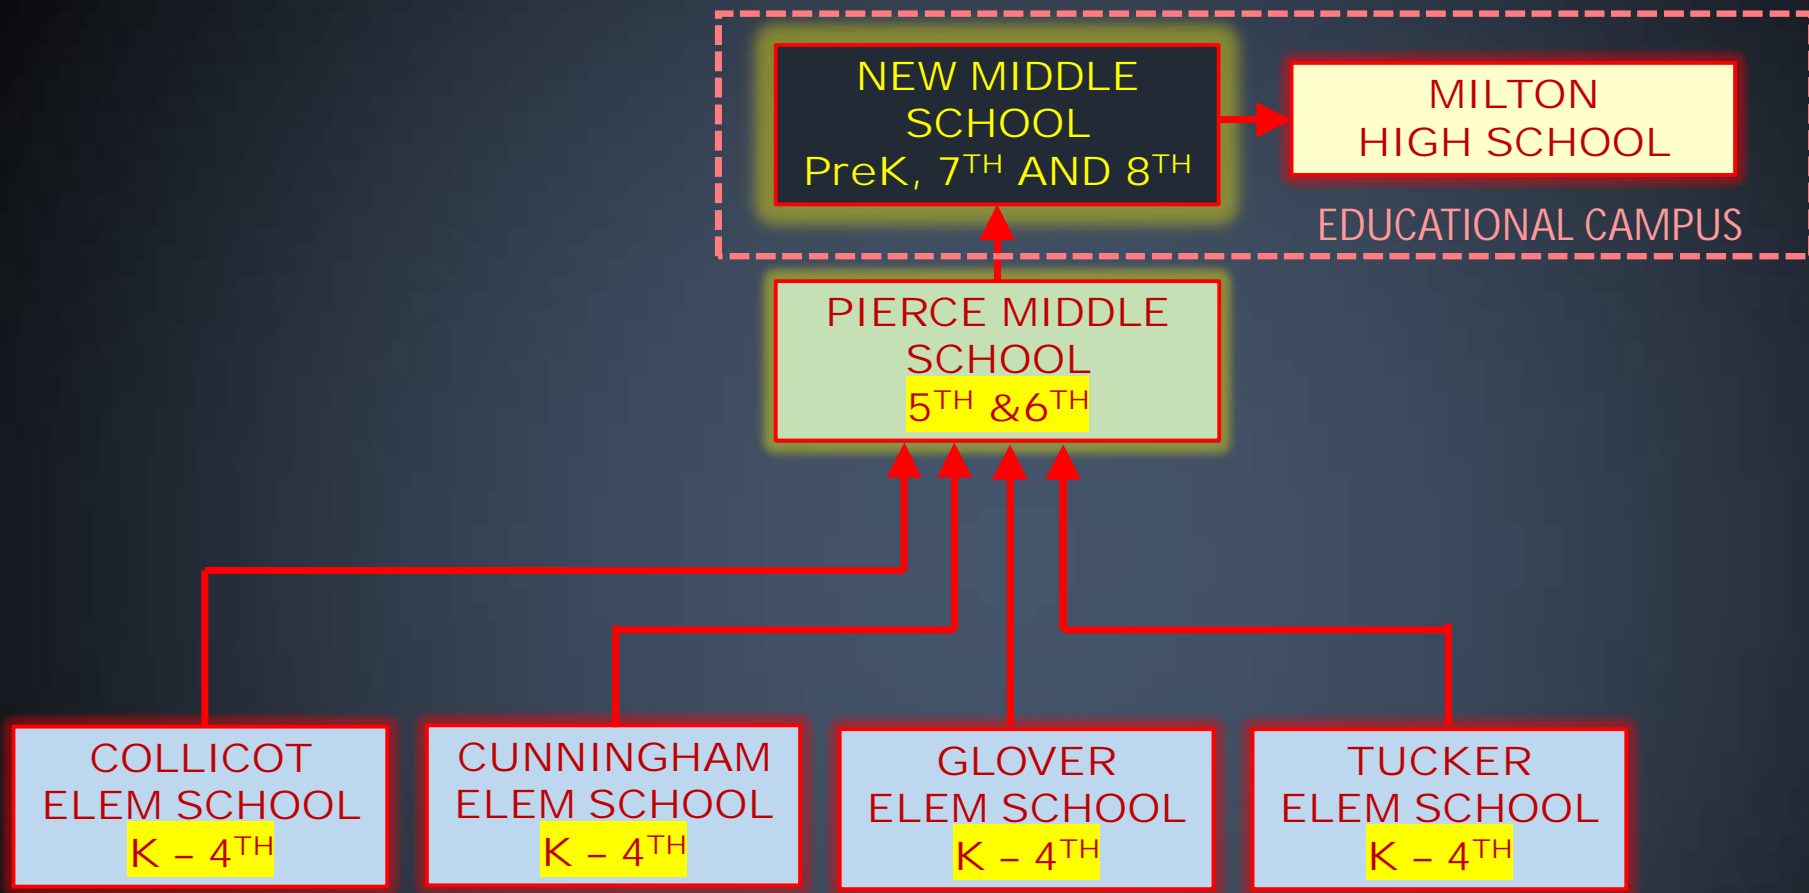 NEW MIDDLE
SCHOOL
PreK, 7TH AND 8TH
MILTON
HIGH SCHOOL
EDUCATIONAL CAMPUS
PIERCE MIDDLE
SCHOOL
5TH &6TH
COLLICOT
ELEM SCHOOL
K – 4TH
CUNNINGHAM
ELEM SCHOOL
K – 4TH
GLOVER
ELEM SCHOOL
K – 4TH
TUCKER
ELEM SCHOOL
K – 4TH